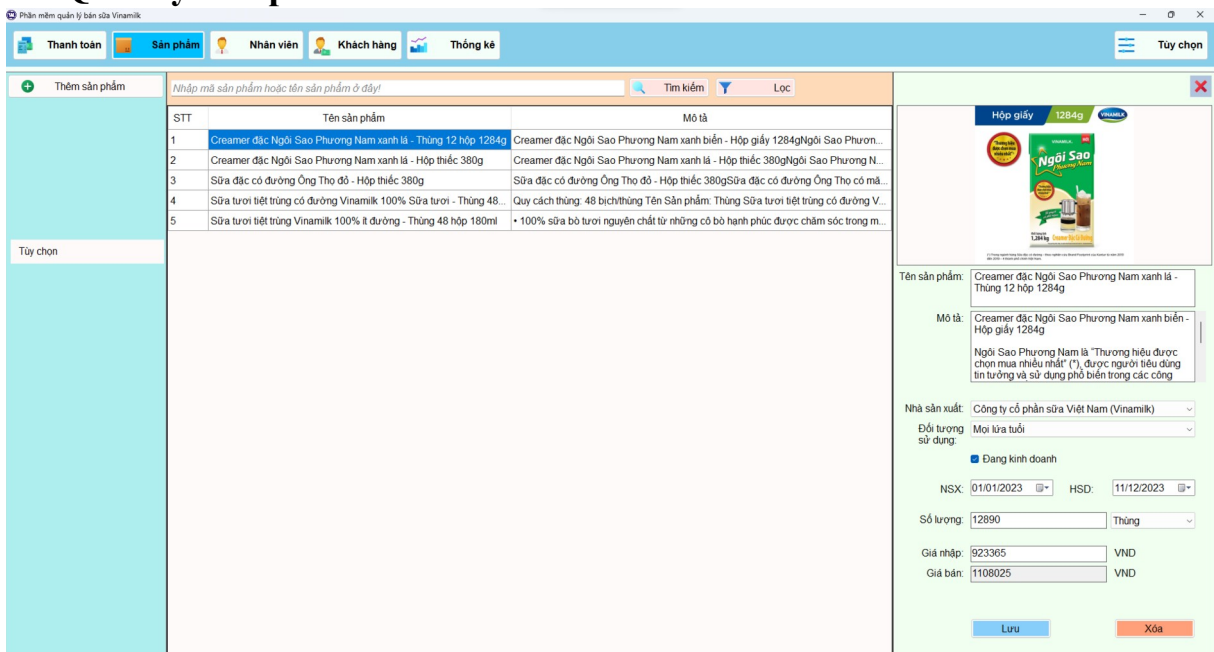 Phần mềm quản lý bán sữa Vinamilk
Thanh toán Sản phẩm Nhân viên Khách hàng Thống kê Tùy chọn
Thêm sản phẩm
Nhập mã sản phẩm hoặc tên sản phẩm ở đây! Tìm kiếm Lọc
STT Tên sản phẩm Mô tả
1 Creamer đặc Ngôi Sao Phương Nam xanh lá - Thùng 12 hộp 1284g Creamer đặc Ngôi Sao Phương Nam xanh biển - Hộp giấy 1284gNgôi Sao Phươn...
2 Creamer đặc Ngôi Sao Phương Nam xanh lá - Hộp thiếc 380g Creamer đặc Ngôi Sao Phương Nam xanh lá - Hộp thiếc 380gNgôi Sao Phương N...
3 Sữa đặc có đường Ông Thọ đỏ - Hộp thiếc 380g Sữa đặc có đường Ông Thọ đỏ - Hộp thiếc 380gSữa đặc có đường Ông Thọ có mã...
4 Sữa tươi tiệt trùng có đường Vinamilk 100% Sữa tươi - Thùng 48... Quy cách thùng: 48 bịch/thùng Tên Sản phẩm: Thùng Sữa tươi tiệt trùng có đường V...
5 Sữa tươi tiệt trùng Vinamilk 100% ít đường - Thùng 48 hộp 180ml • 100% sữa bò tươi nguyên chất từ những cô bò hạnh phúc được chăm sóc trong m...
Tùy chọn
Hộp giấy 1284g VINAMILK
VINAMILK
Ngôi Sao
Phương Nam
1,284 kg
Tên sản phẩm: Creamer đặc Ngôi Sao Phương Nam xanh lá -
Thùng 12 hộp 1284g
Mô tả: Creamer đặc Ngôi Sao Phương Nam xanh biển -
Hộp giấy 1284g
Ngôi Sao Phương Nam là "Thương hiệu được
chọn mua nhiều nhất" (*), được người tiêu dùng
tin tưởng và sử dụng phổ biến trong các công
Nhà sản xuất: Công ty cổ phần sữa Việt Nam (Vinamilk)
Đối tượng Mọi lứa tuổi
sử dụng:
Đang kinh doanh
NSX: 01/01/2023 HSD: 11/12/2023
Số lượng: 12890 Thùng
Giá nhập: 923365 VND
Giá bán: 1108025 VND
Lưu Xóa